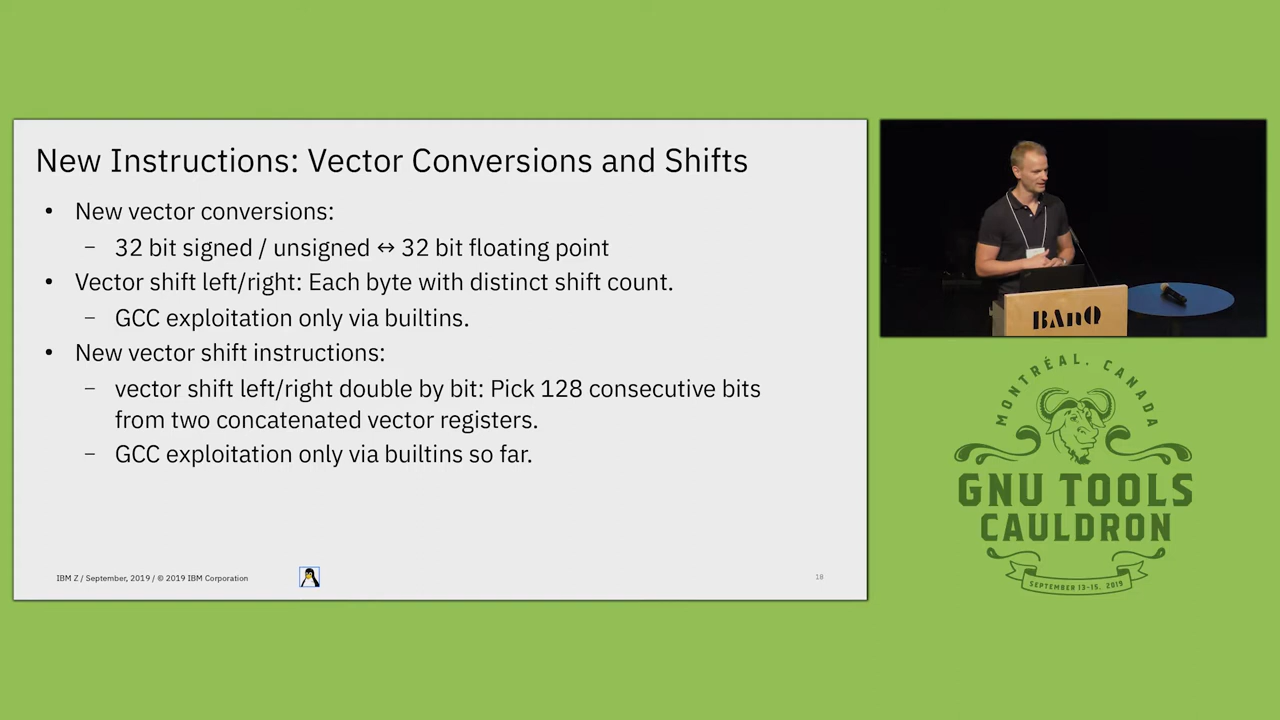 New Instructions: Vector Conversions and Shifts
• New vector conversions:
– 32 bit signed / unsigned ↔ 32 bit floating point
• Vector shift left/right: Each byte with distinct shift count.
– GCC exploitation only via builtins.
• New vector shift instructions:
– vector shift left/right double by bit: Pick 128 consecutive bits
from two concatenated vector registers.
– GCC exploitation only via builtins so far.
IBM Z / September, 2019 / © 2019 IBM Corporation
18
BAnQ
MONTRÉAL, CANADA
GNU TOOLS
CAULDRON
SEPTEMBER 13-15, 2019